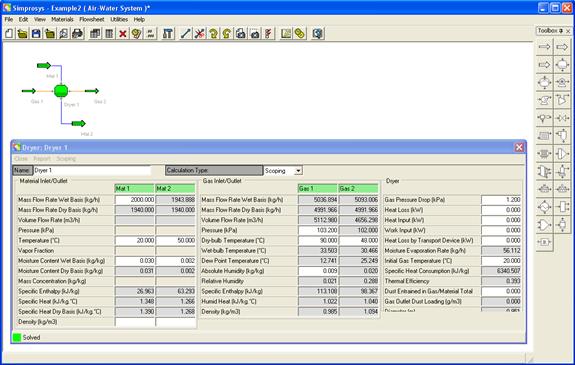 Simprosys - Example2 ( Air-Water System )*
File Edit View Materials Flowsheet Utilities Help
Toolbox
Mat 1
Gas 1 Dryer 1 Gas 2
Mat 2
Dryer: Dryer 1
Close Report Scoping
Name Dryer 1 Calculation Type: Scoping
Material Inlet/Outlet Gas Inlet/Outlet Dryer
Mat 1 Mat 2 Gas 1 Gas 2
Mass Flow Rate Wet Basis (kg/h) 2000.000 1943.888 Mass Flow Rate Wet Basis (kg/h) 5036.894 5093.006 Gas Pressure Drop (kPa) 1.200
Mass Flow Rate Dry Basis (kg/h) 1940.000 1940.000 Mass Flow Rate Dry Basis (kg/h) 4991.966 4991.966 Heat Loss (kW) 0.000
Volume Flow Rate (m3/h) Volume Flow Rate (m3/h) 5112.980 4656.298 Heat Input (kW) 0.000
Pressure (kPa) Pressure (kPa) 103.200 102.000 Work Input (kW) 0.000
Temperature (°C) 20.000 50.000 Dry-bulb Temperature (°C) 90.000 48.000 Heat Loss by Transport Device (kW) 0.000
Vapor Fraction Wet-bulb Temperature (°C) 33.503 30.466 Moisture Evaporation Rate (kg/h) 56.112
Moisture Content Wet Basis (kg/kg) 0.030 0.002 Dew Point Temperature (°C) 12.741 25.249 Initial Gas Temperature (°C) 20.000
Moisture Content Dry Basis (kg/kg) 0.031 0.002 Absolute Humidity (kg/kg) 0.009 0.020 Specific Heat Consumption (kJ/kg) 6340.507
Mass Concentration (kg/kg) Relative Humidity 0.021 0.288 Thermal Efficiency 0.393
Specific Enthalpy (kJ/kg) 26.963 63.293 Specific Enthalpy (kJ/kg) 113.108 98.367 Dust Entrained in Gas/Material Total 0.000
Specific Heat (kJ/kg.°C) 1.348 1.266 Humid Heat (kJ/kg.°C) 1.022 1.040 Gas Outlet Dust Loading (g/m3) 0.000
Specific Heat Dry Basis (kJ/kg.°C) 1.390 1.268 Density (kg/m3) 0.985 1.094 Diameter (m) 0.951
Density (kg/m3)
Solved